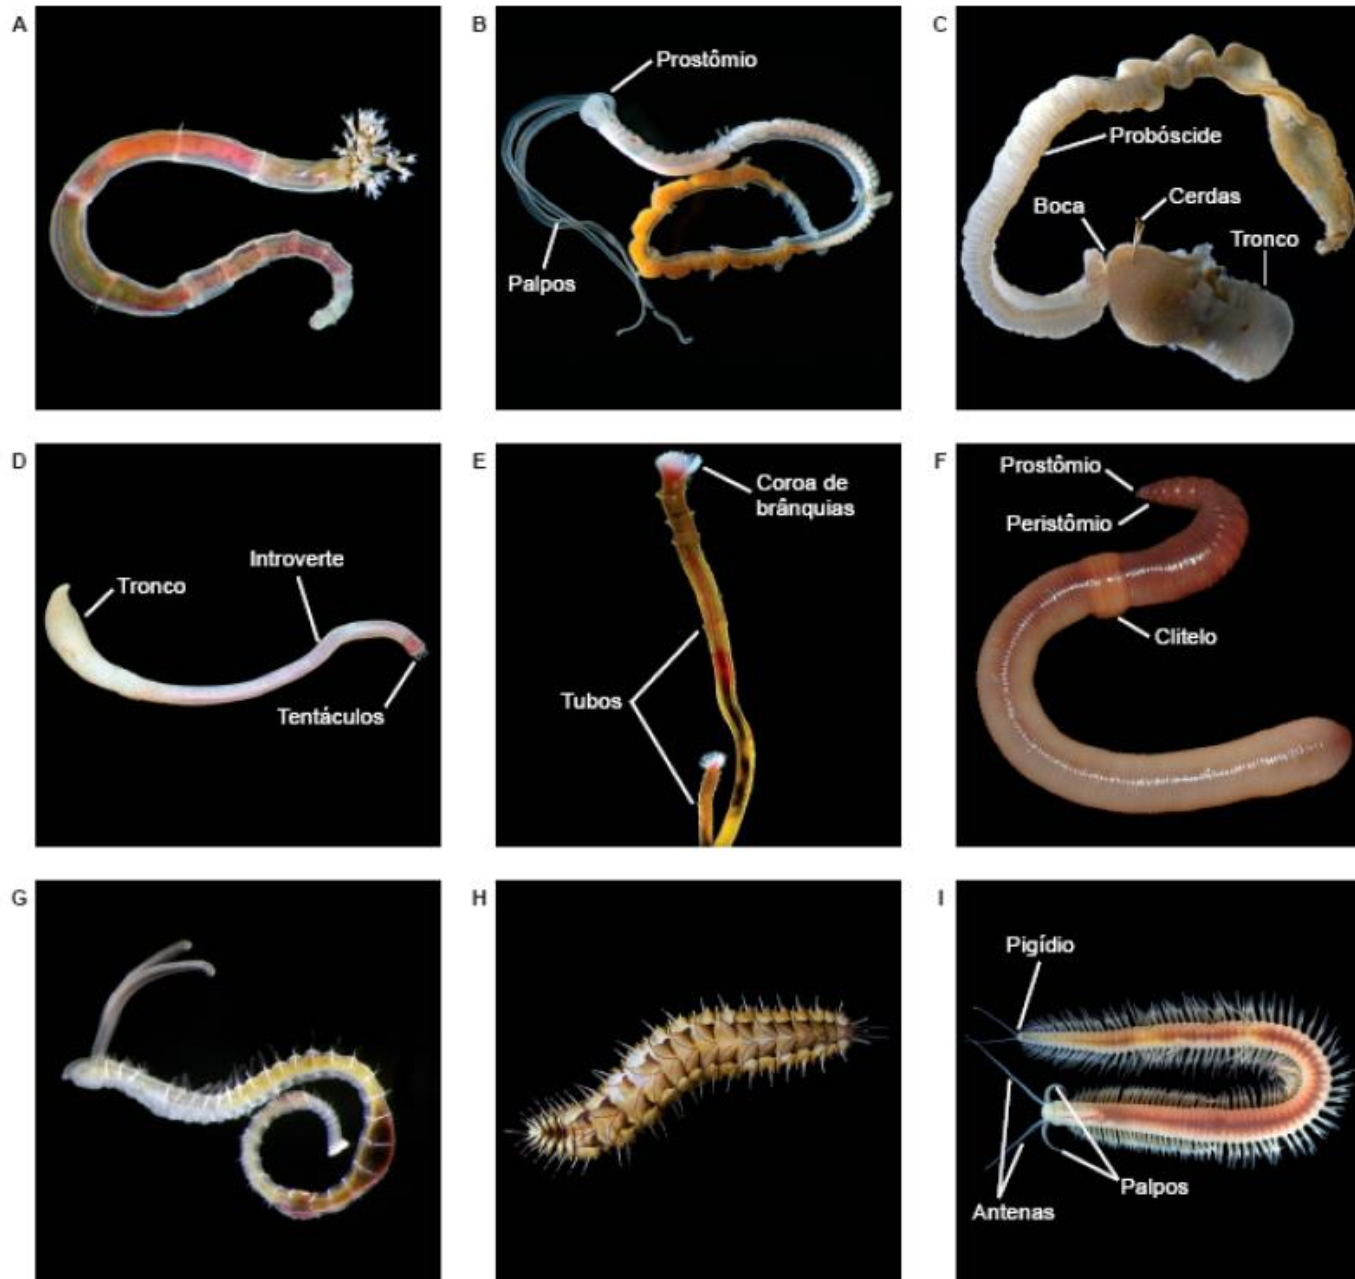 A
B
Prostômio
Palpos
C
Probóscide
Boca
Cerdas
Tronco
D
Tronco
Introverte
Tentáculos
E
Coroa de
brânquias
Tubos
F
Prostômio
Peristômio
Clitelo
G
H
I
Pigídio
Palpos
Antenas